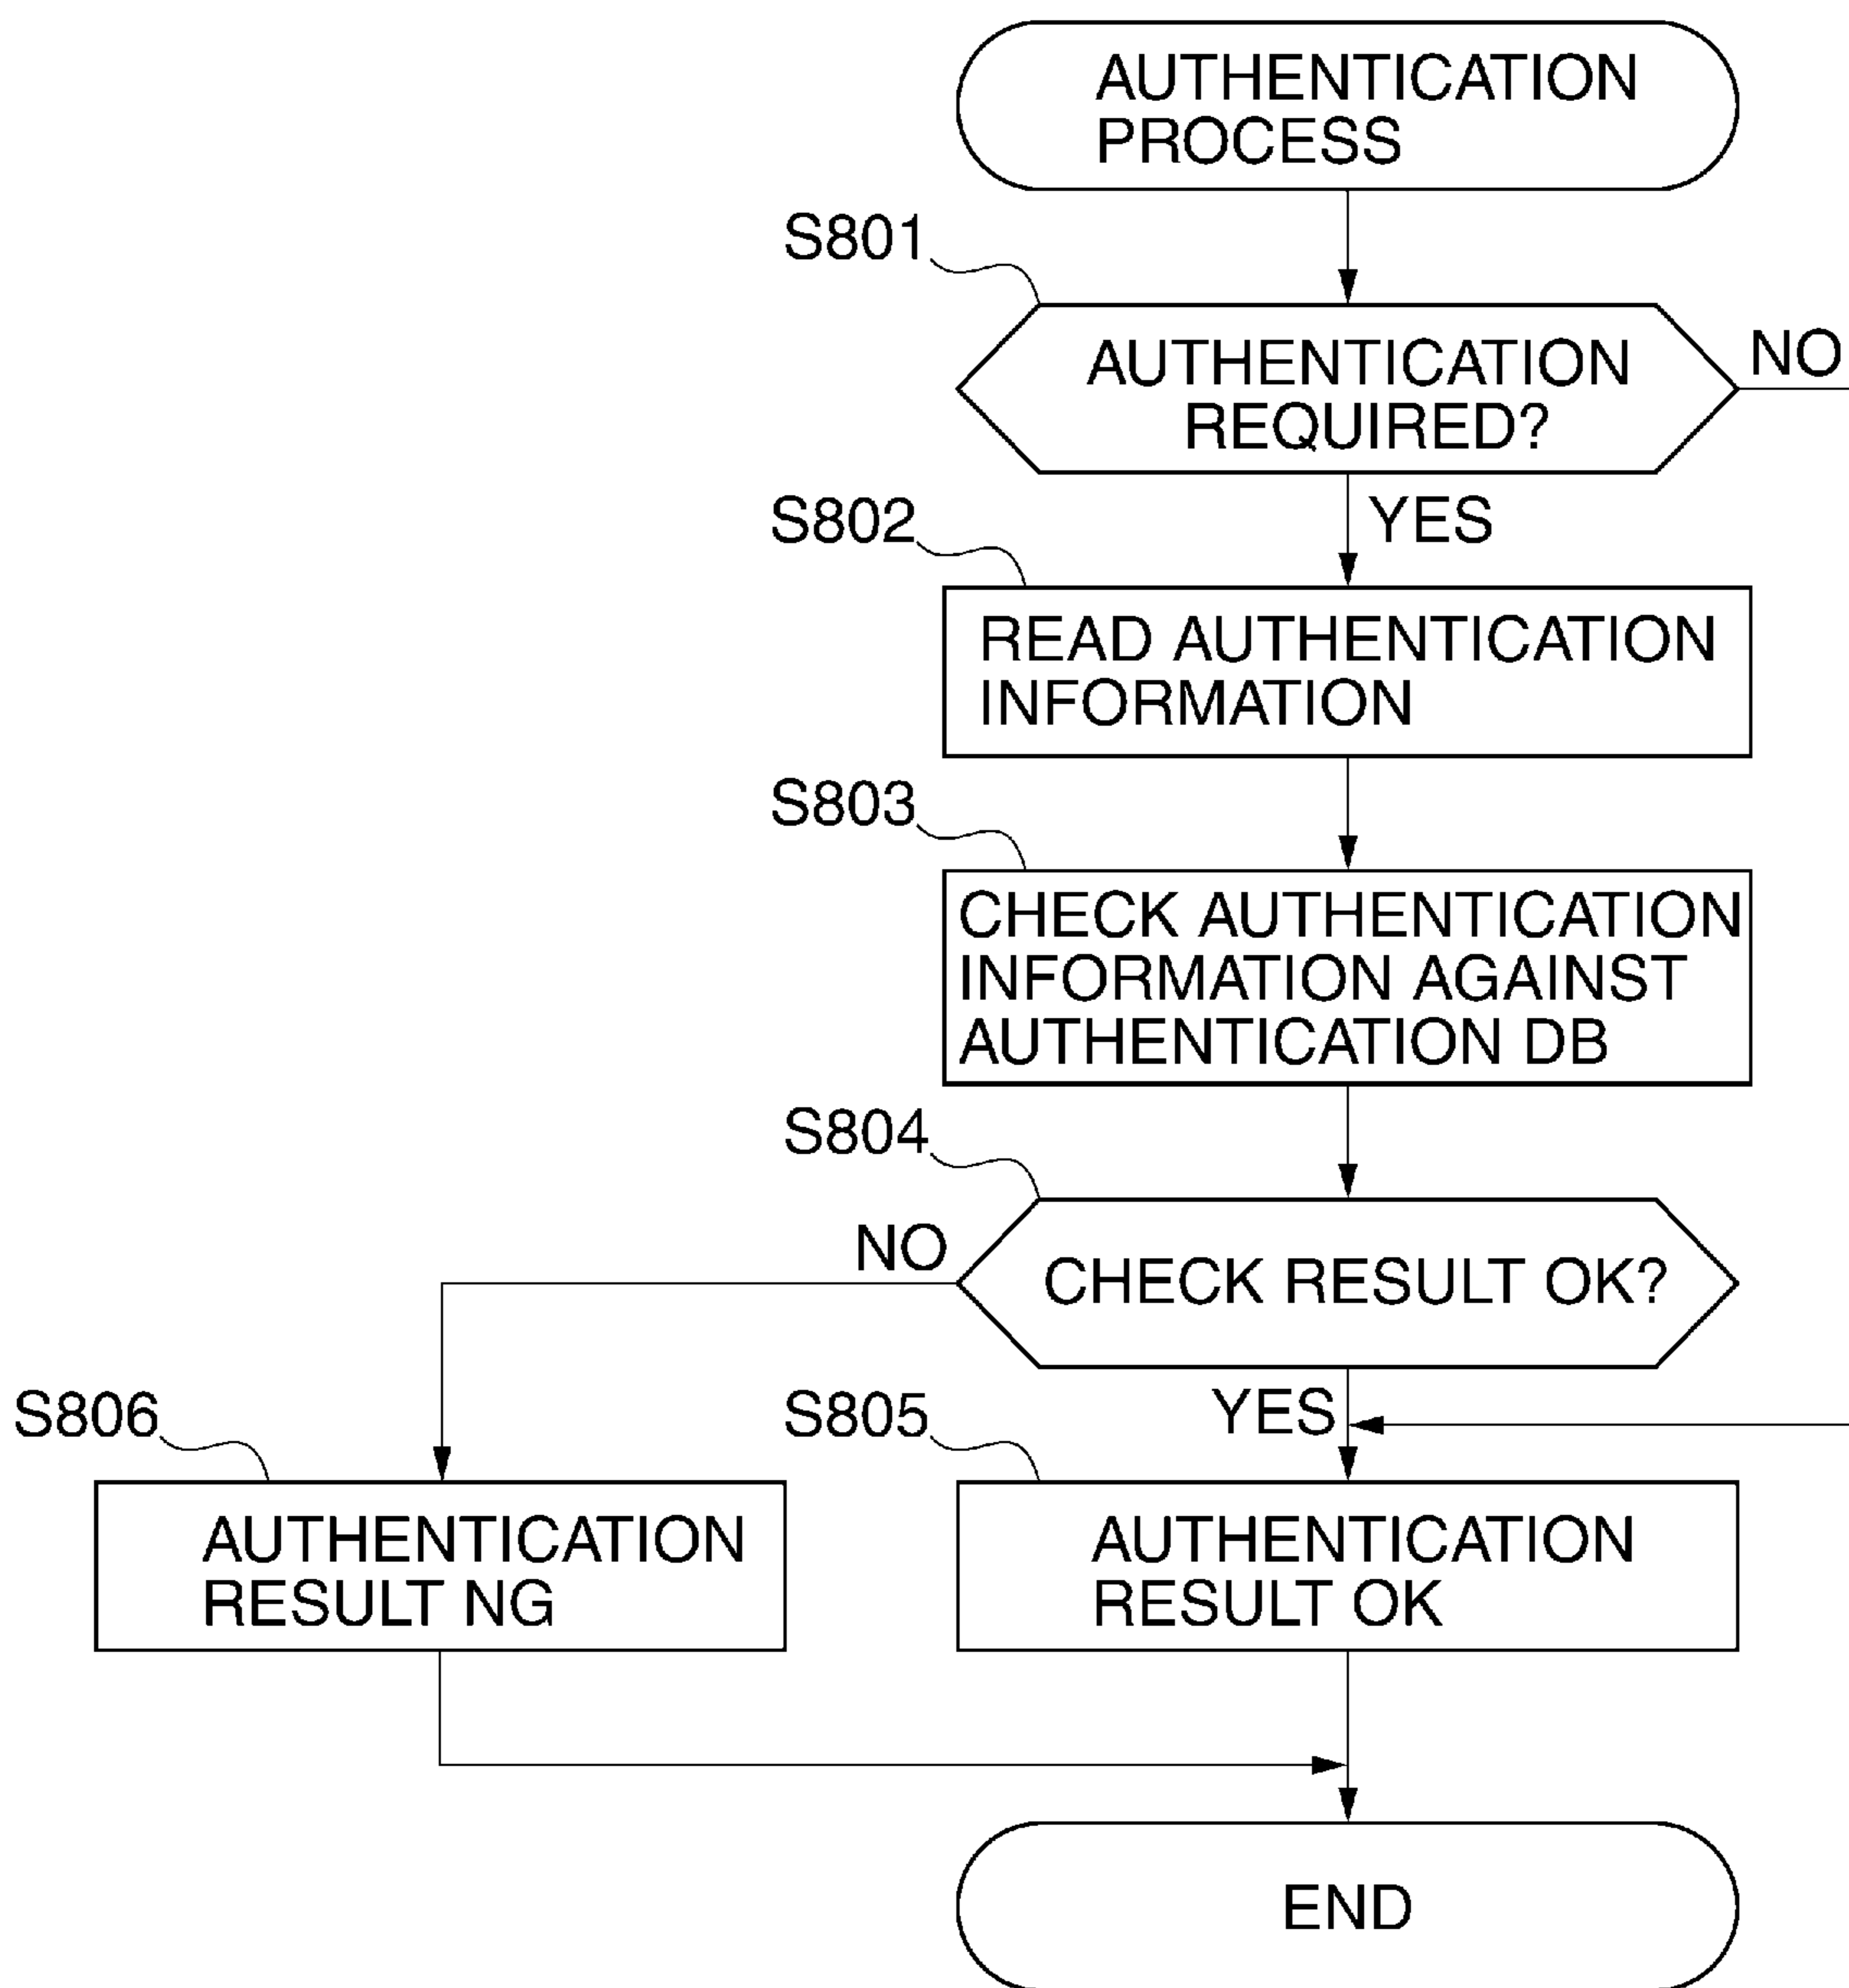 AUTHENTICATION
PROCESS
S801
AUTHENTICATION
REQUIRED?
NO
YES
S802
READ AUTHENTICATION
INFORMATION
S803
CHECK AUTHENTICATION
INFORMATION AGAINST
AUTHENTICATION DB
S804
NO
CHECK RESULT OK?
YES
S806
S805
AUTHENTICATION
RESULT NG
AUTHENTICATION
RESULT OK
END